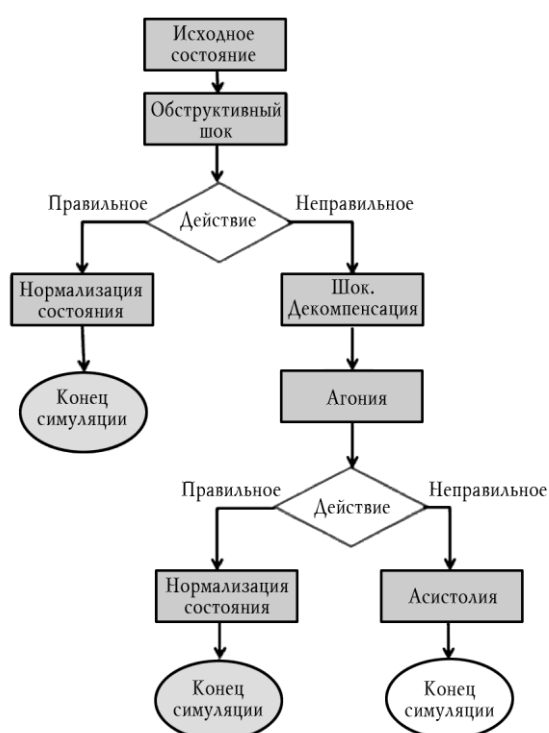 Исходное
состояние
Обструктивный
шок
Правильное
Действие
Неправильное
Нормализация
состояния
Шок.
Декомпенсация
Конец
симуляции
Агония
Правильное
Действие
Неправильное
Нормализация
состояния
Асистолия
Конец
симуляции
Конец
симуляции